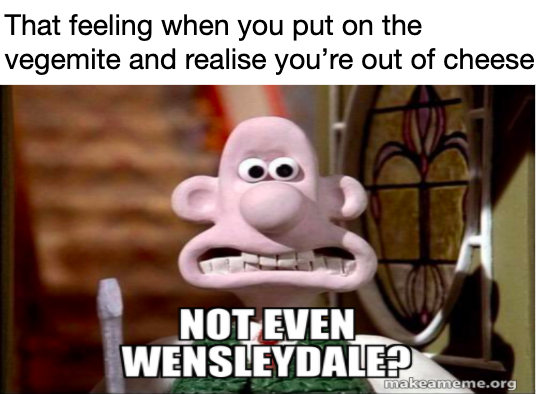 That feeling when you put on the
vegemite and realise you’re out of cheese
NOT EVEN
WENSLEYDALE?
makeameme.org